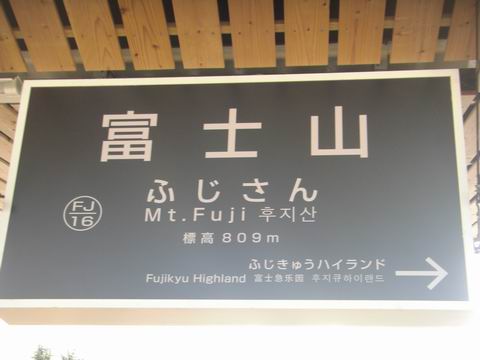 富士山
ふじさん
FJ
16
Mt.Fuji 후지산
標高 809m
ふじきゅうハイランド
Fujikyu Highland 富士急乐园 후지큐하이랜드